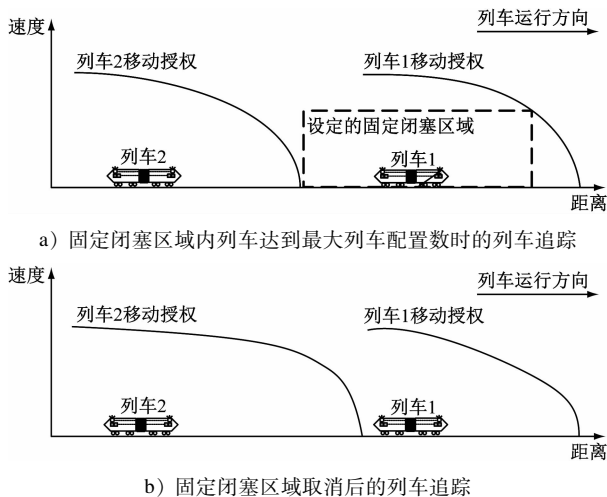 速度
列车运行方向
列车2移动授权
列车1移动授权
设定的固定闭塞区域
列车2
列车1
距离
a）固定闭塞区域内列车达到最大列车配置数时的列车追踪
速度
列车运行方向
列车2移动授权
列车1移动授权
列车2
列车1
距离
b）固定闭塞区域取消后的列车追踪